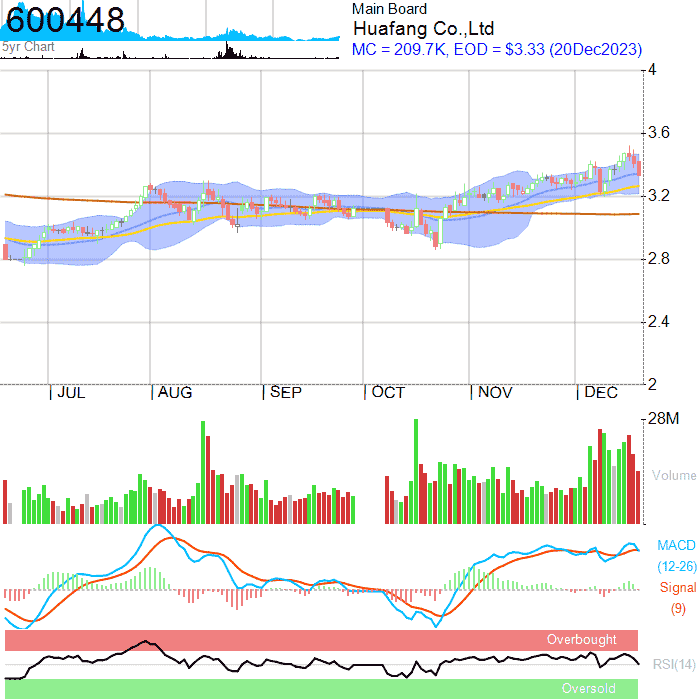 600448
5yr Chart
Main Board
Huafang Co.,Ltd
MC = 209.7K, EOD = $3.33 (20Dec2023)
4
3.6
3.2
2.8
2.4
2
JUL
AUG
SEP
OCT
NOV
DEC
28M
Volume
MACD
(12-26)
Signal
(9)
Overbought
RSI(14)
Oversold